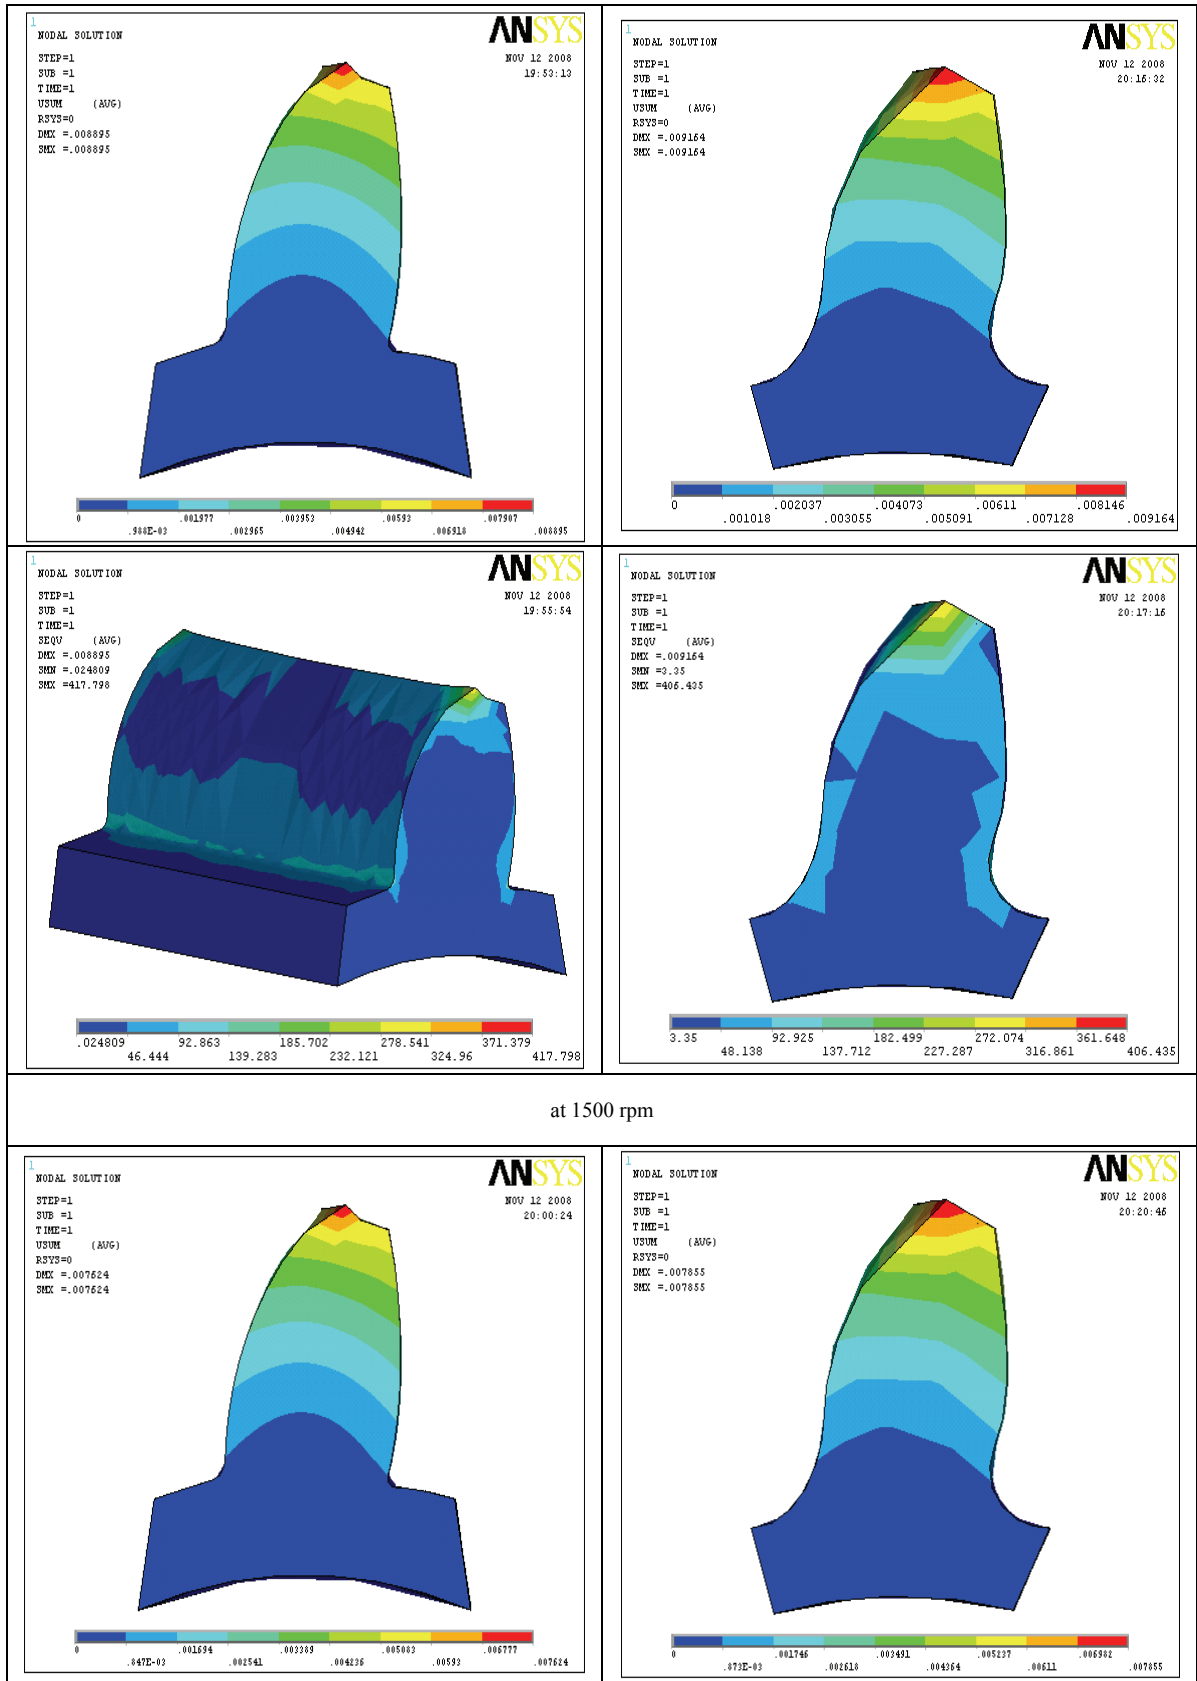 1
NODAL SOLUTION
STEP=1
SUB =1
TIME=1
USUM (AVG)
RSYS=0
DMX =.008895
SMX =.008895
ANSYS
NOV 12 2008
19:53:13
0 .001977 .003953 .00593 .007907
.988E-03 .002965 .004942 .006918 .008895
1
NODAL SOLUTION
STEP=1
SUB =1
TIME=1
USUM (AVG)
RSYS=0
DMX =.009164
SMX =.009164
ANSYS
NOV 12 2008
20:16:32
0 .002037 .004073 .00611 .008146
.001018 .003055 .005091 .007128 .009164
1
NODAL SOLUTION
STEP=1
SUB =1
TIME=1
SEQV (AVG)
DMX =.008895
SMN =.024809
SMX =417.798
ANSYS
NOV 12 2008
19:55:54
.024809 92.863 185.702 278.541 371.379
46.444 139.283 232.121 324.96 417.798
1
NODAL SOLUTION
STEP=1
SUB =1
TIME=1
SEQV (AVG)
DMX =.009164
SMN =3.35
SMX =406.435
ANSYS
NOV 12 2008
20:17:16
3.35 92.925 182.499 272.074 361.648
48.138 137.712 227.287 316.861 406.435
at 1500 rpm
1
NODAL SOLUTION
STEP=1
SUB =1
TIME=1
USUM (AVG)
RSYS=0
DMX =.007624
SMX =.007624
ANSYS
NOV 12 2008
20:00:24
0 .001694 .003389 .005083 .006777
.847E-03 .002541 .004236 .00593 .007624
1
NODAL SOLUTION
STEP=1
SUB =1
TIME=1
USUM (AVG)
RSYS=0
DMX =.007855
SMX =.007855
ANSYS
NOV 12 2008
20:20:46
0 .001746 .003491 .005237 .006982
.873E-03 .002618 .004364 .00611 .007855